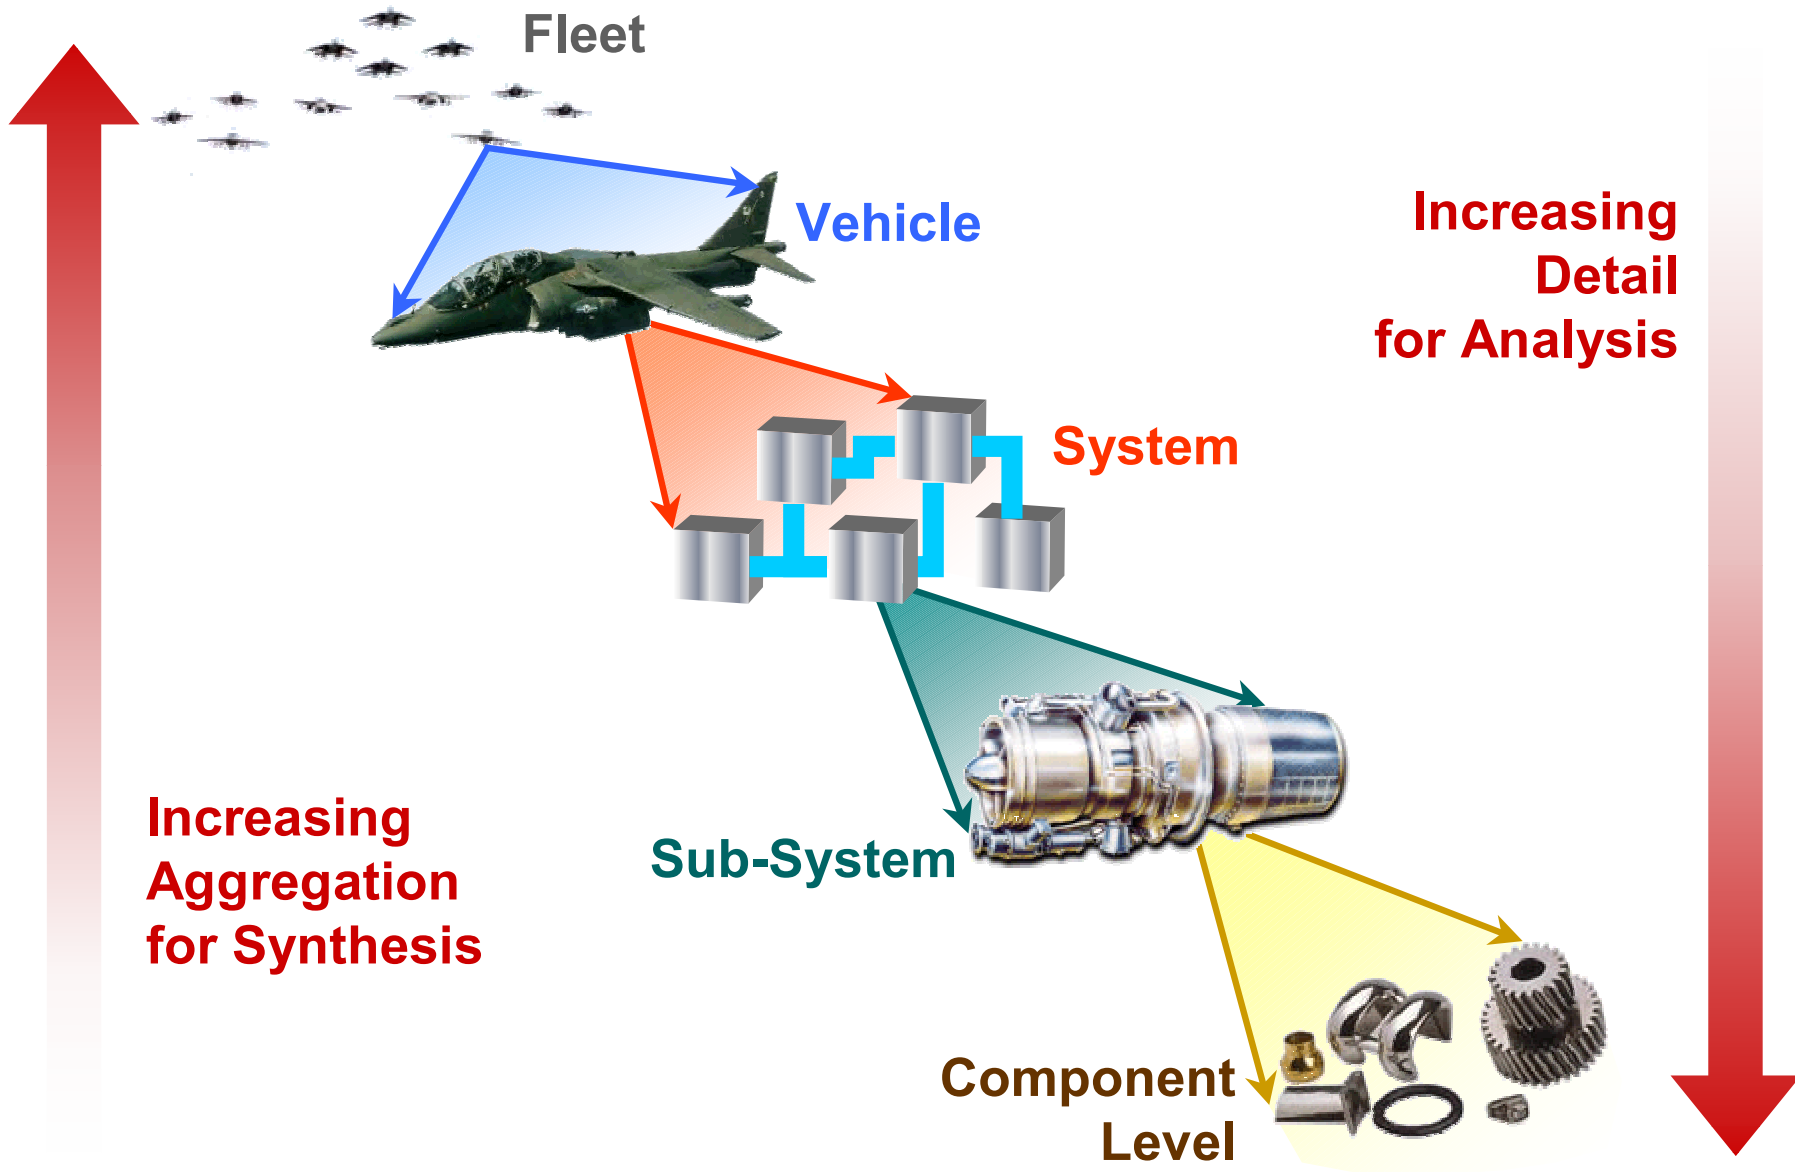 Fleet
Vehicle
Increasing
Detail
for Analysis
System
Increasing
Aggregation
for Synthesis
Sub-System
Component
Level